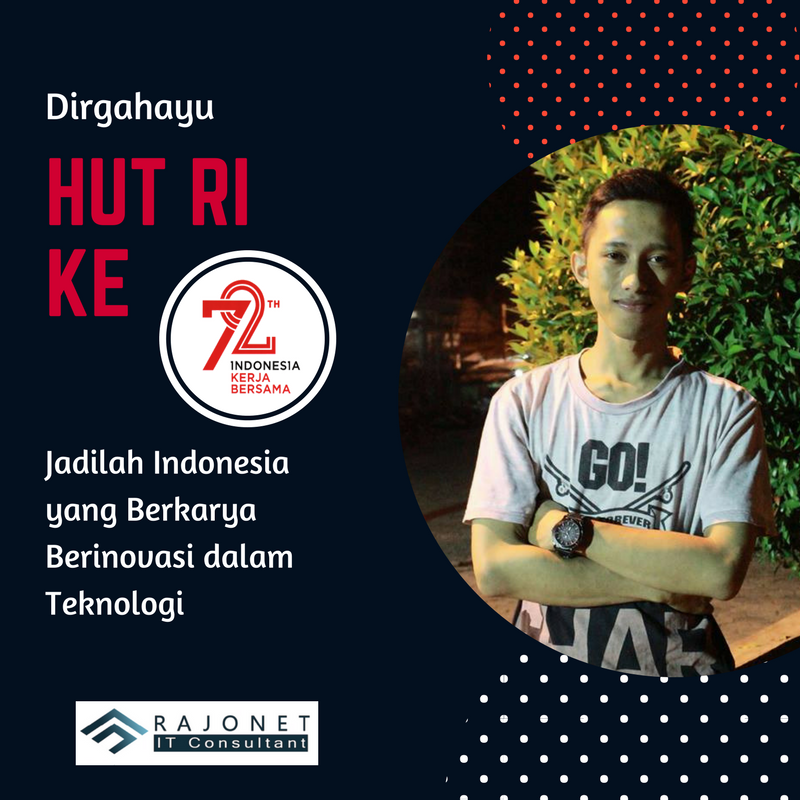 Dirgahayu
HUT RI
KE
72 TH
INDONESIA
KERJA
BERSAMA
Jadilah Indonesia
yang Berkarya
Berinovasi dalam
Teknologi
GO!
FOREVER
RAJONET
IT Consultant